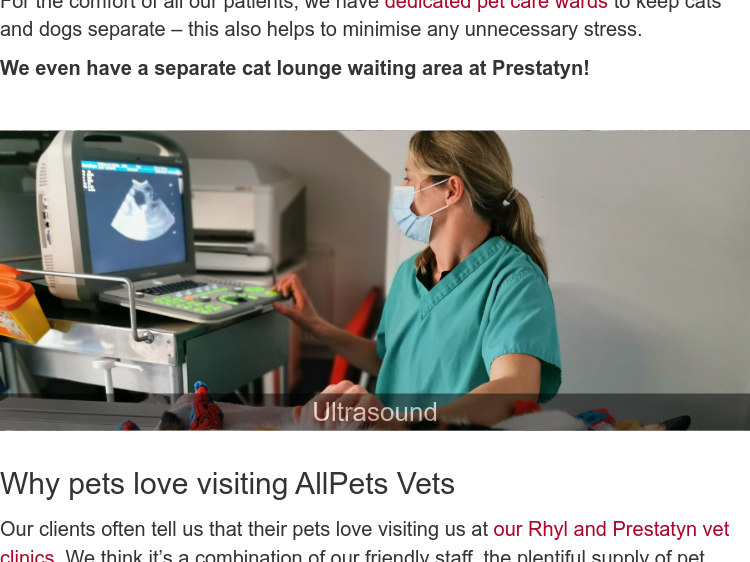 For the comfort of all our patients, we have dedicated pet care wards to keep cats
and dogs separate – this also helps to minimise any unnecessary stress.
We even have a separate cat lounge waiting area at Prestatyn!
Ultrasound
Why pets love visiting AllPets Vets
Our clients often tell us that their pets love visiting us at our Rhyl and Prestatyn vet
clinics. We think it’s a combination of our friendly staff, the plentiful supply of pet